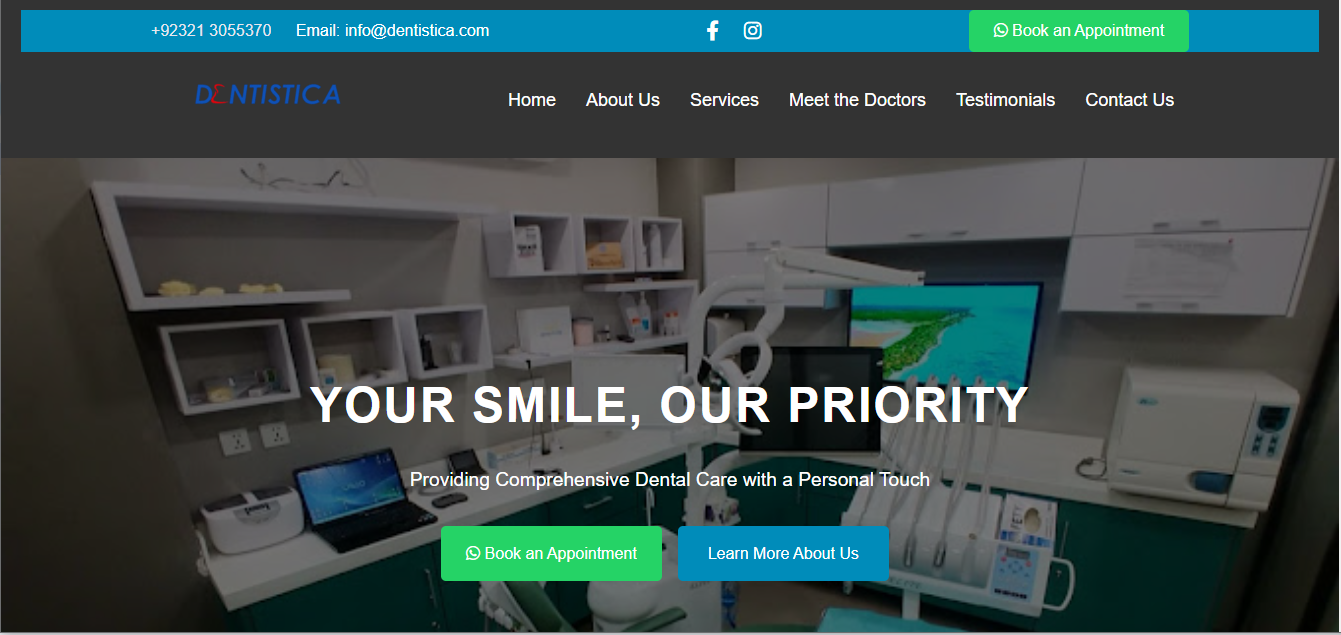 +92321 3055370 Email: info@dentistica.com Book an Appointment
DENTISTICA
Home About Us Services Meet the Doctors Testimonials Contact Us
YOUR SMILE, OUR PRIORITY
Providing Comprehensive Dental Care with a Personal Touch
Book an Appointment Learn More About Us